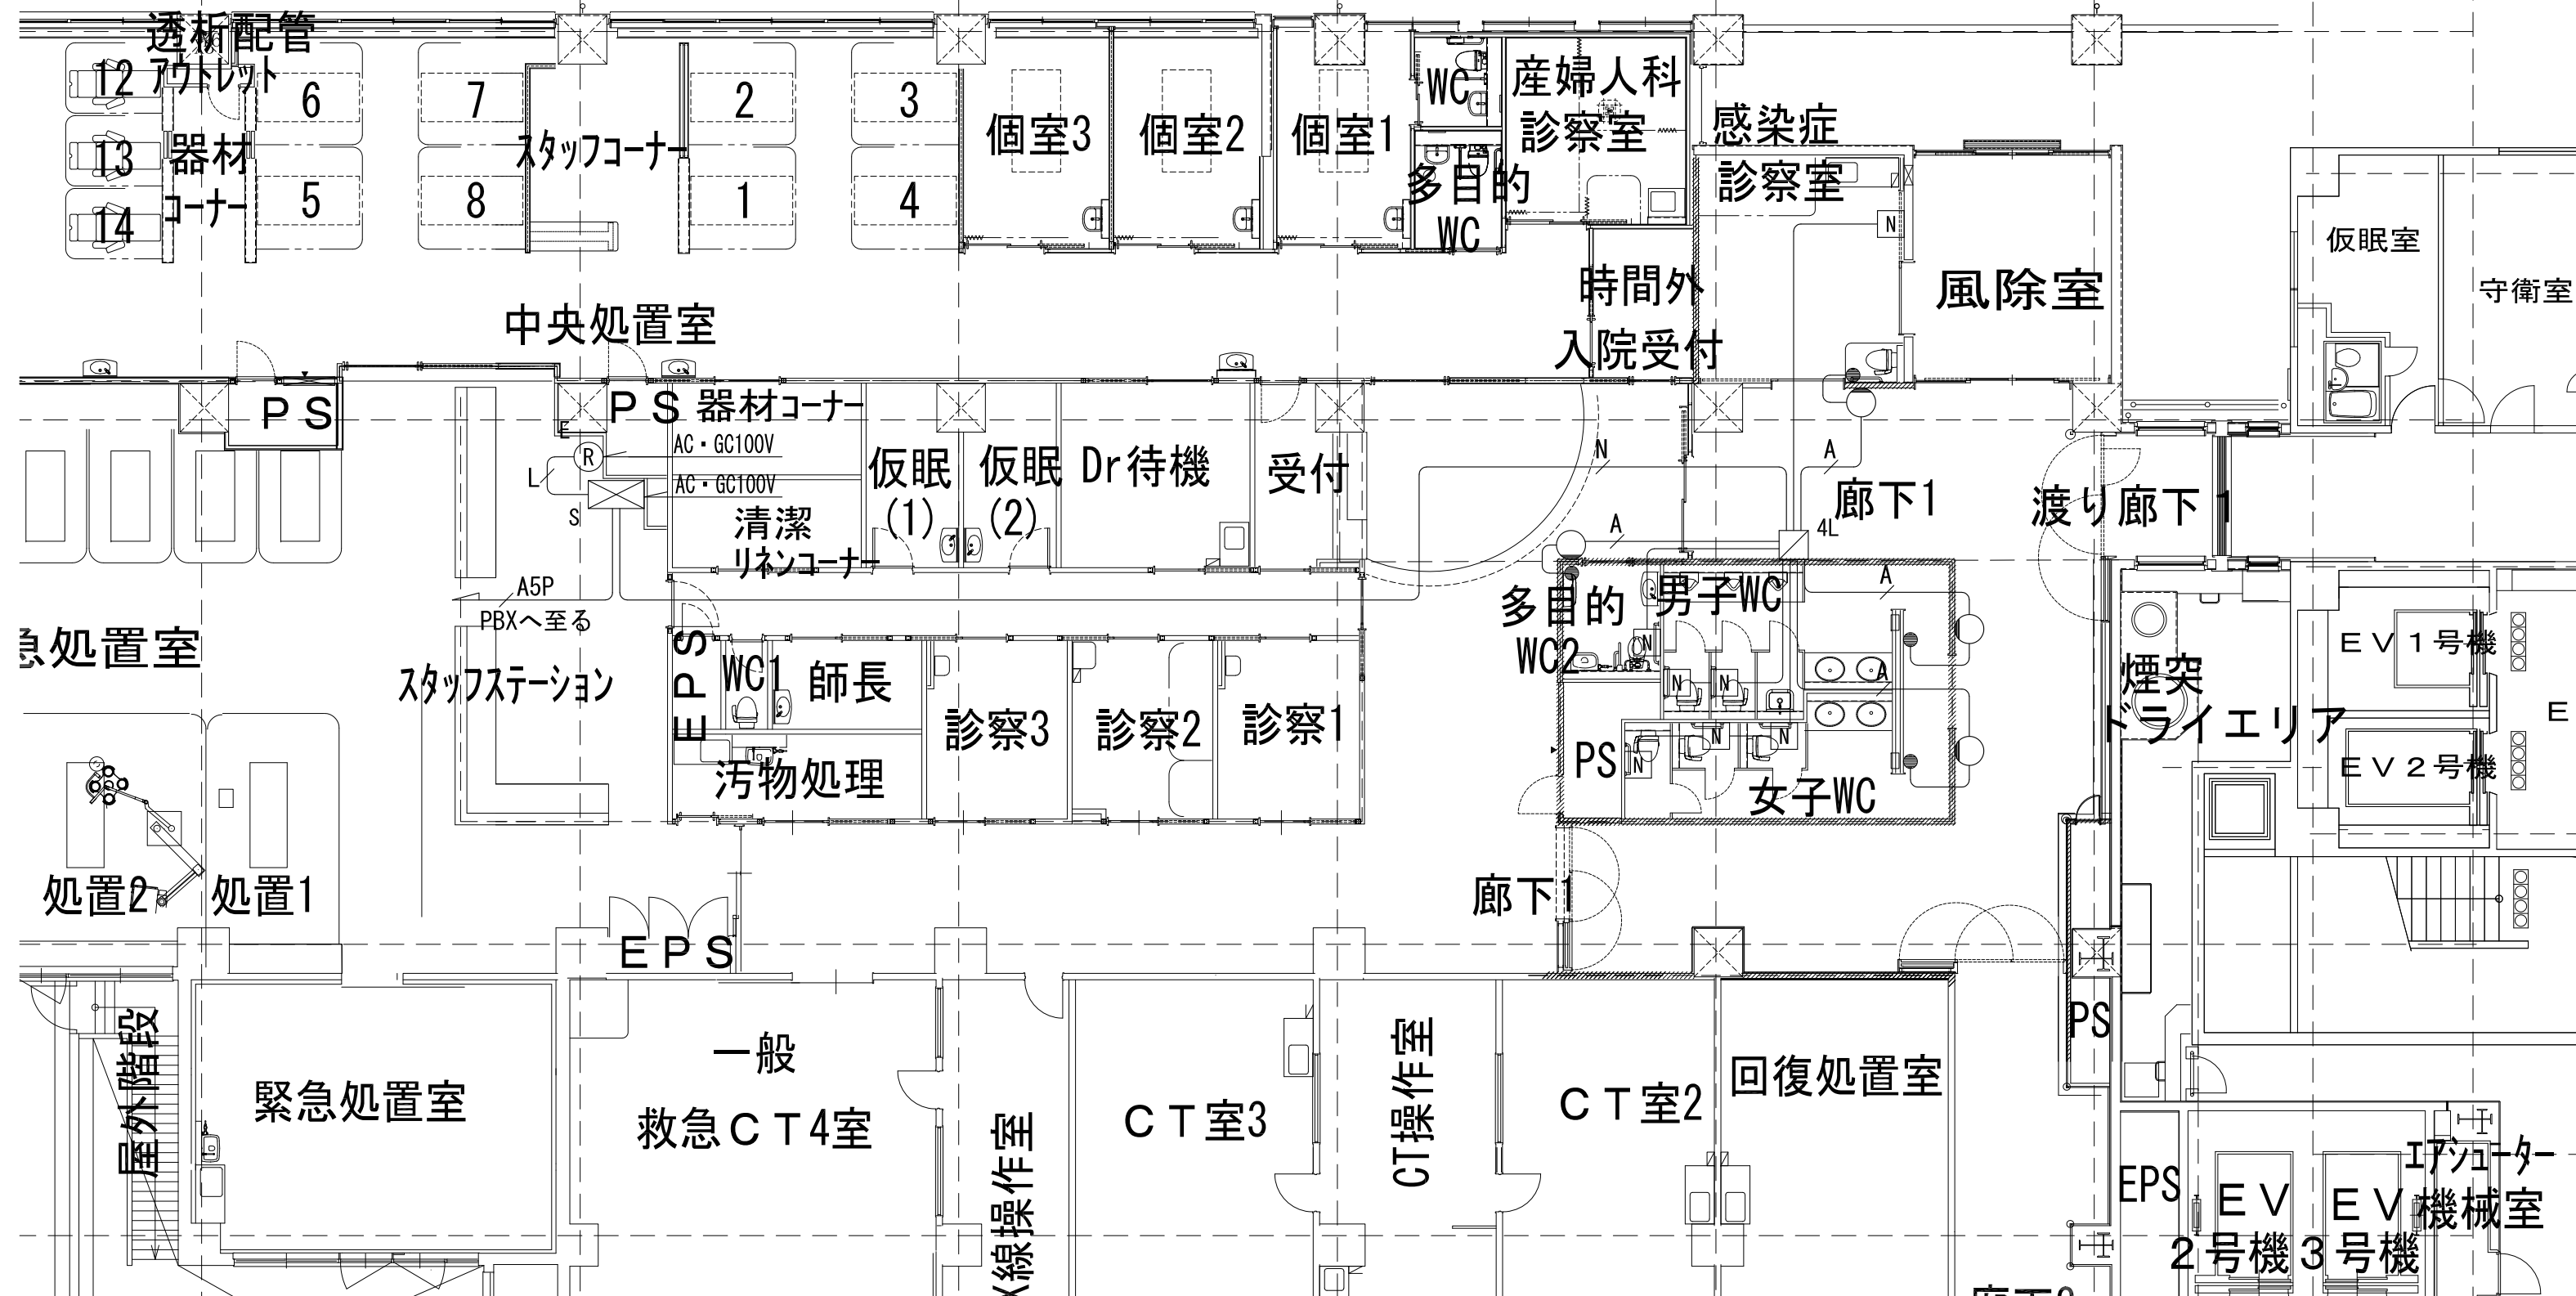 透析配管
アウトレット
12
13
14
器材
コーナー
6
5
7
8
スタッフコーナー
2
1
3
4
個室3
個室2
個室1
WC
多目的
WC
産婦人科
診察室
感染症
診察室
N
風除室
仮眠室
守衛室
時間外
入院受付
中央処置室
PS
PS
器材コーナー
E
R
L
S
AC・GC100V
AC・GC100V
清潔
リネンコーナー
仮眠
(1)
仮眠
(2)
Dr待機
受付
N
A
A
4L
廊下1
渡り廊下1
A5P
PBXへ至る
急処置室
スタッフステーション
EPS
WC1
師長
汚物処理
診察3
診察2
診察1
多目的
WC2
男子WC
A
A
N
N
N
N
N
N
PS
女子WC
煙突
ドライエリア
EV1号機
EV2号機
E
処置2
処置1
EPS
廊下1
PS
屋外階段
緊急処置室
一般
救急CT4室
X線操作室
CT室3
CT操作室
CT室2
回復処置室
EPS
EV
2号機
EV
3号機
エアシューター
機械室